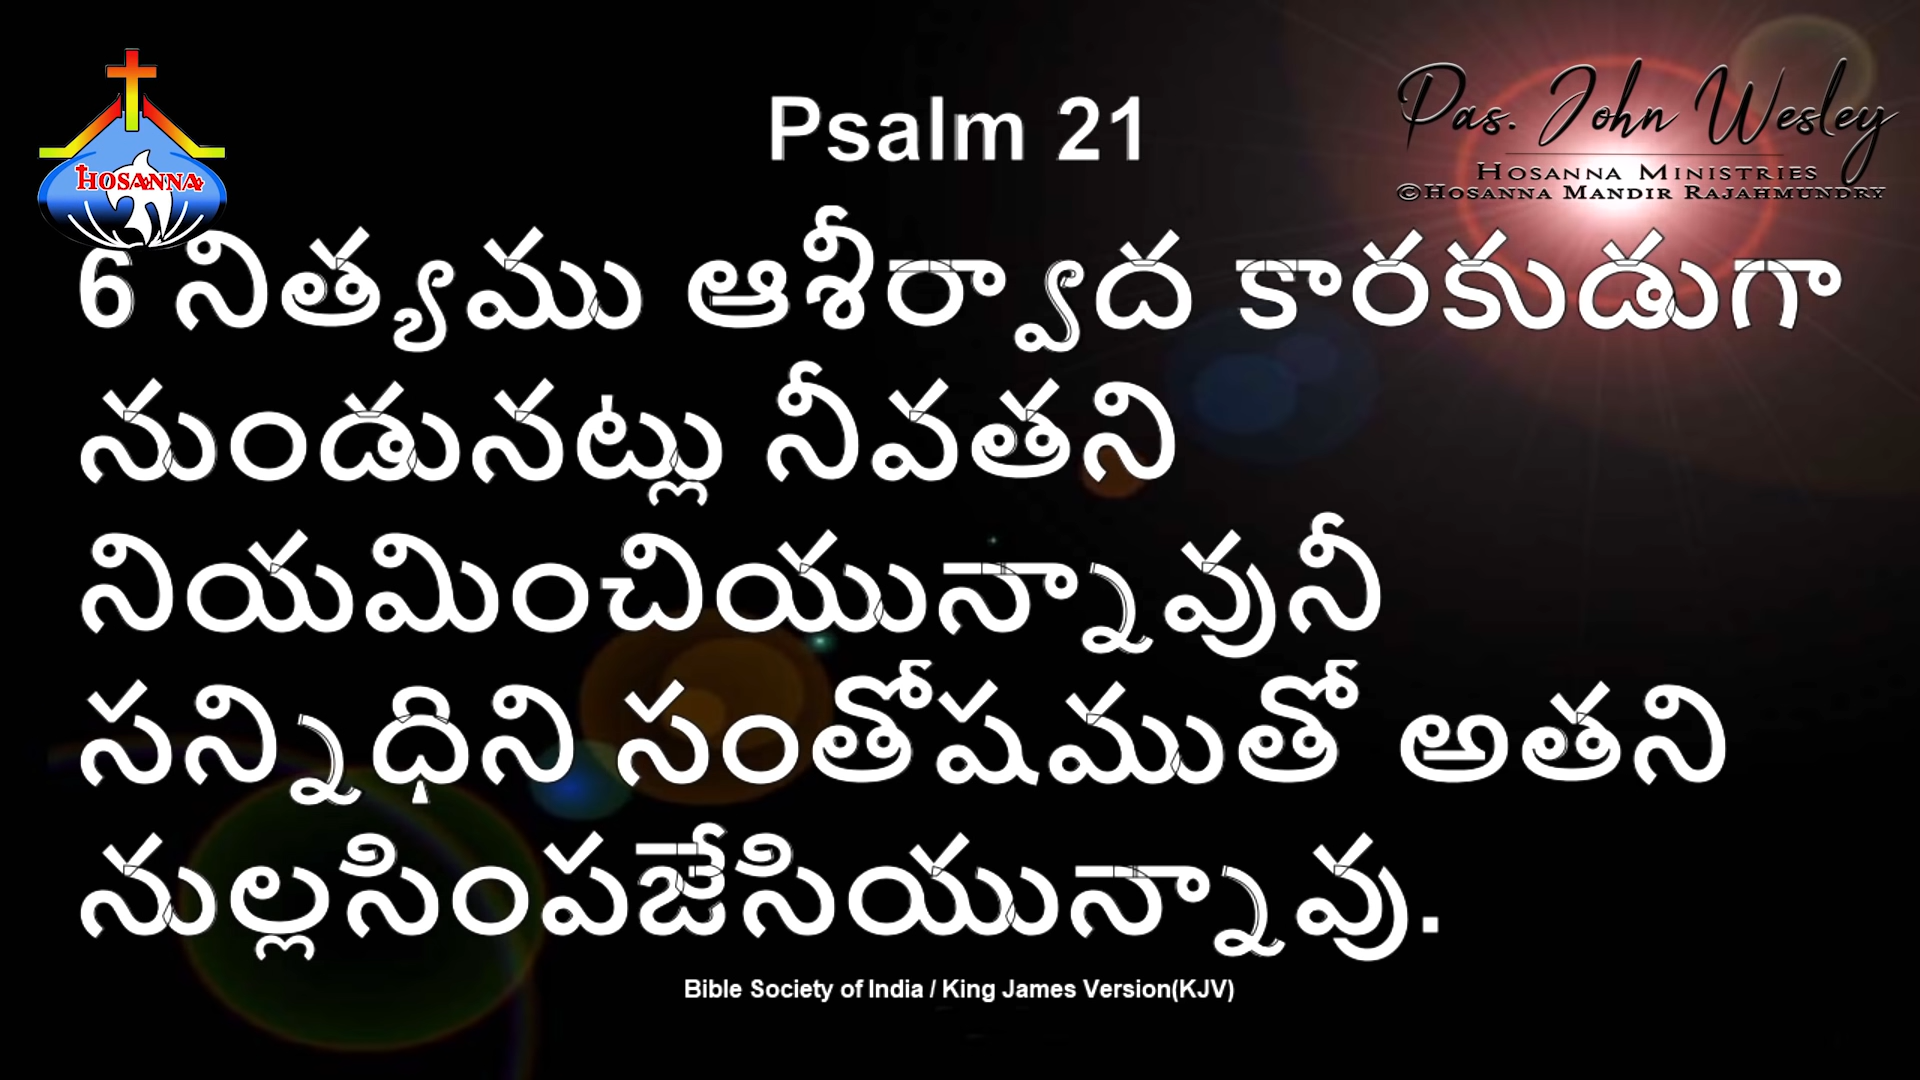 Psalm 21
Pas. John Wesley
HOSANNA MINISTRIES
©HOSANNA MANDIR RAJAHMUNDRY
HOSANNA
6 నిత్యము ఆశీర్వాద కారకుడుగా
నుండునట్లు నీవతని
నియమించియున్నావునీ
సన్నిధిని సంతోషముతో అతని
నుల్లసింపజేసియున్నావు.
Bible Society of India / King James Version(KJV)